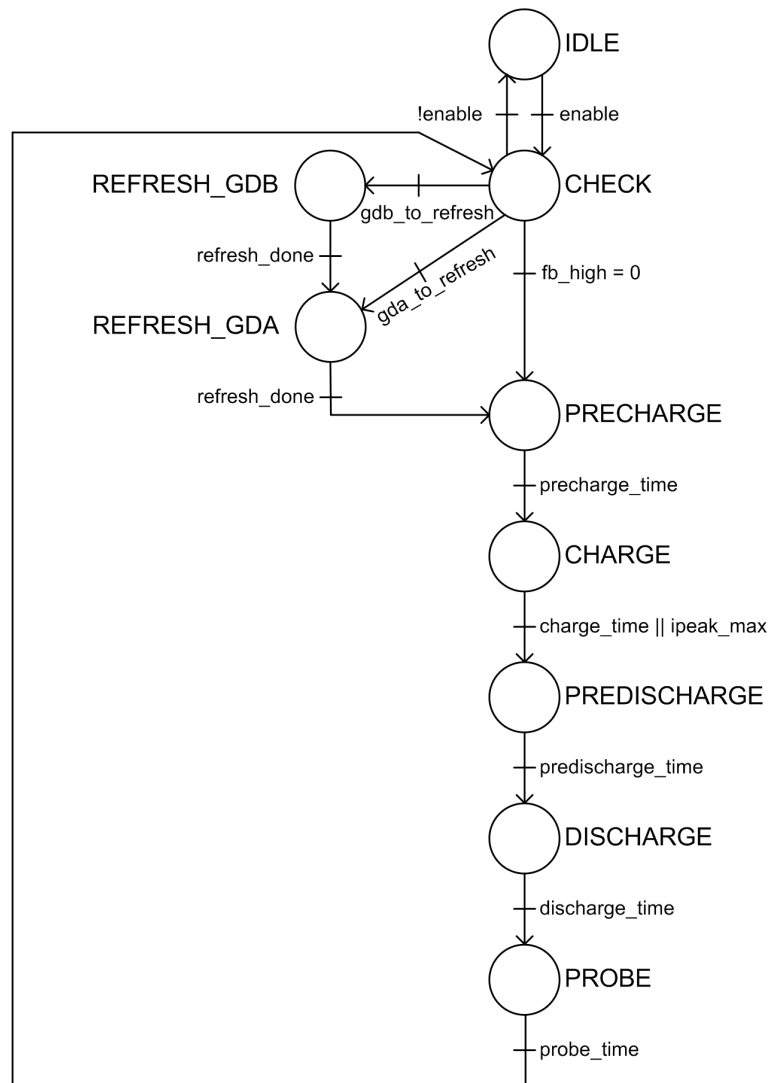 IDLE
!enable
enable
REFRESH_GDB
CHECK
gdb_to_refresh
refresh_done
gda_to_refresh
fb_high = 0
REFRESH_GDA
refresh_done
PRECHARGE
precharge_time
CHARGE
charge_time || ipeak_max
PREDISCHARGE
predischarge_time
DISCHARGE
discharge_time
PROBE
probe_time